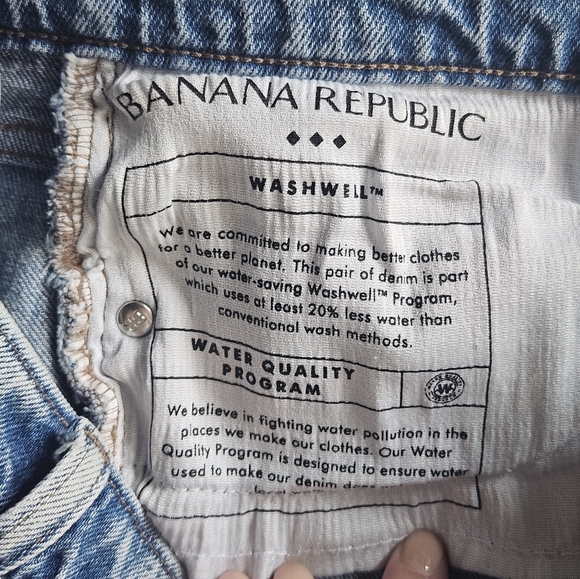 BANANA REPUBLIC
WASHWELL™
We are committed to making better clothes
for a better planet. This pair of denim is part
of our water-saving Washwell™ Program,
which uses at least 20% less water than
conventional wash methods.
WATER QUALITY
PROGRAM
We believe in fighting water pollution in the
places we make our clothes. Our Water
Quality Program is designed to ensure water
used to make our denim